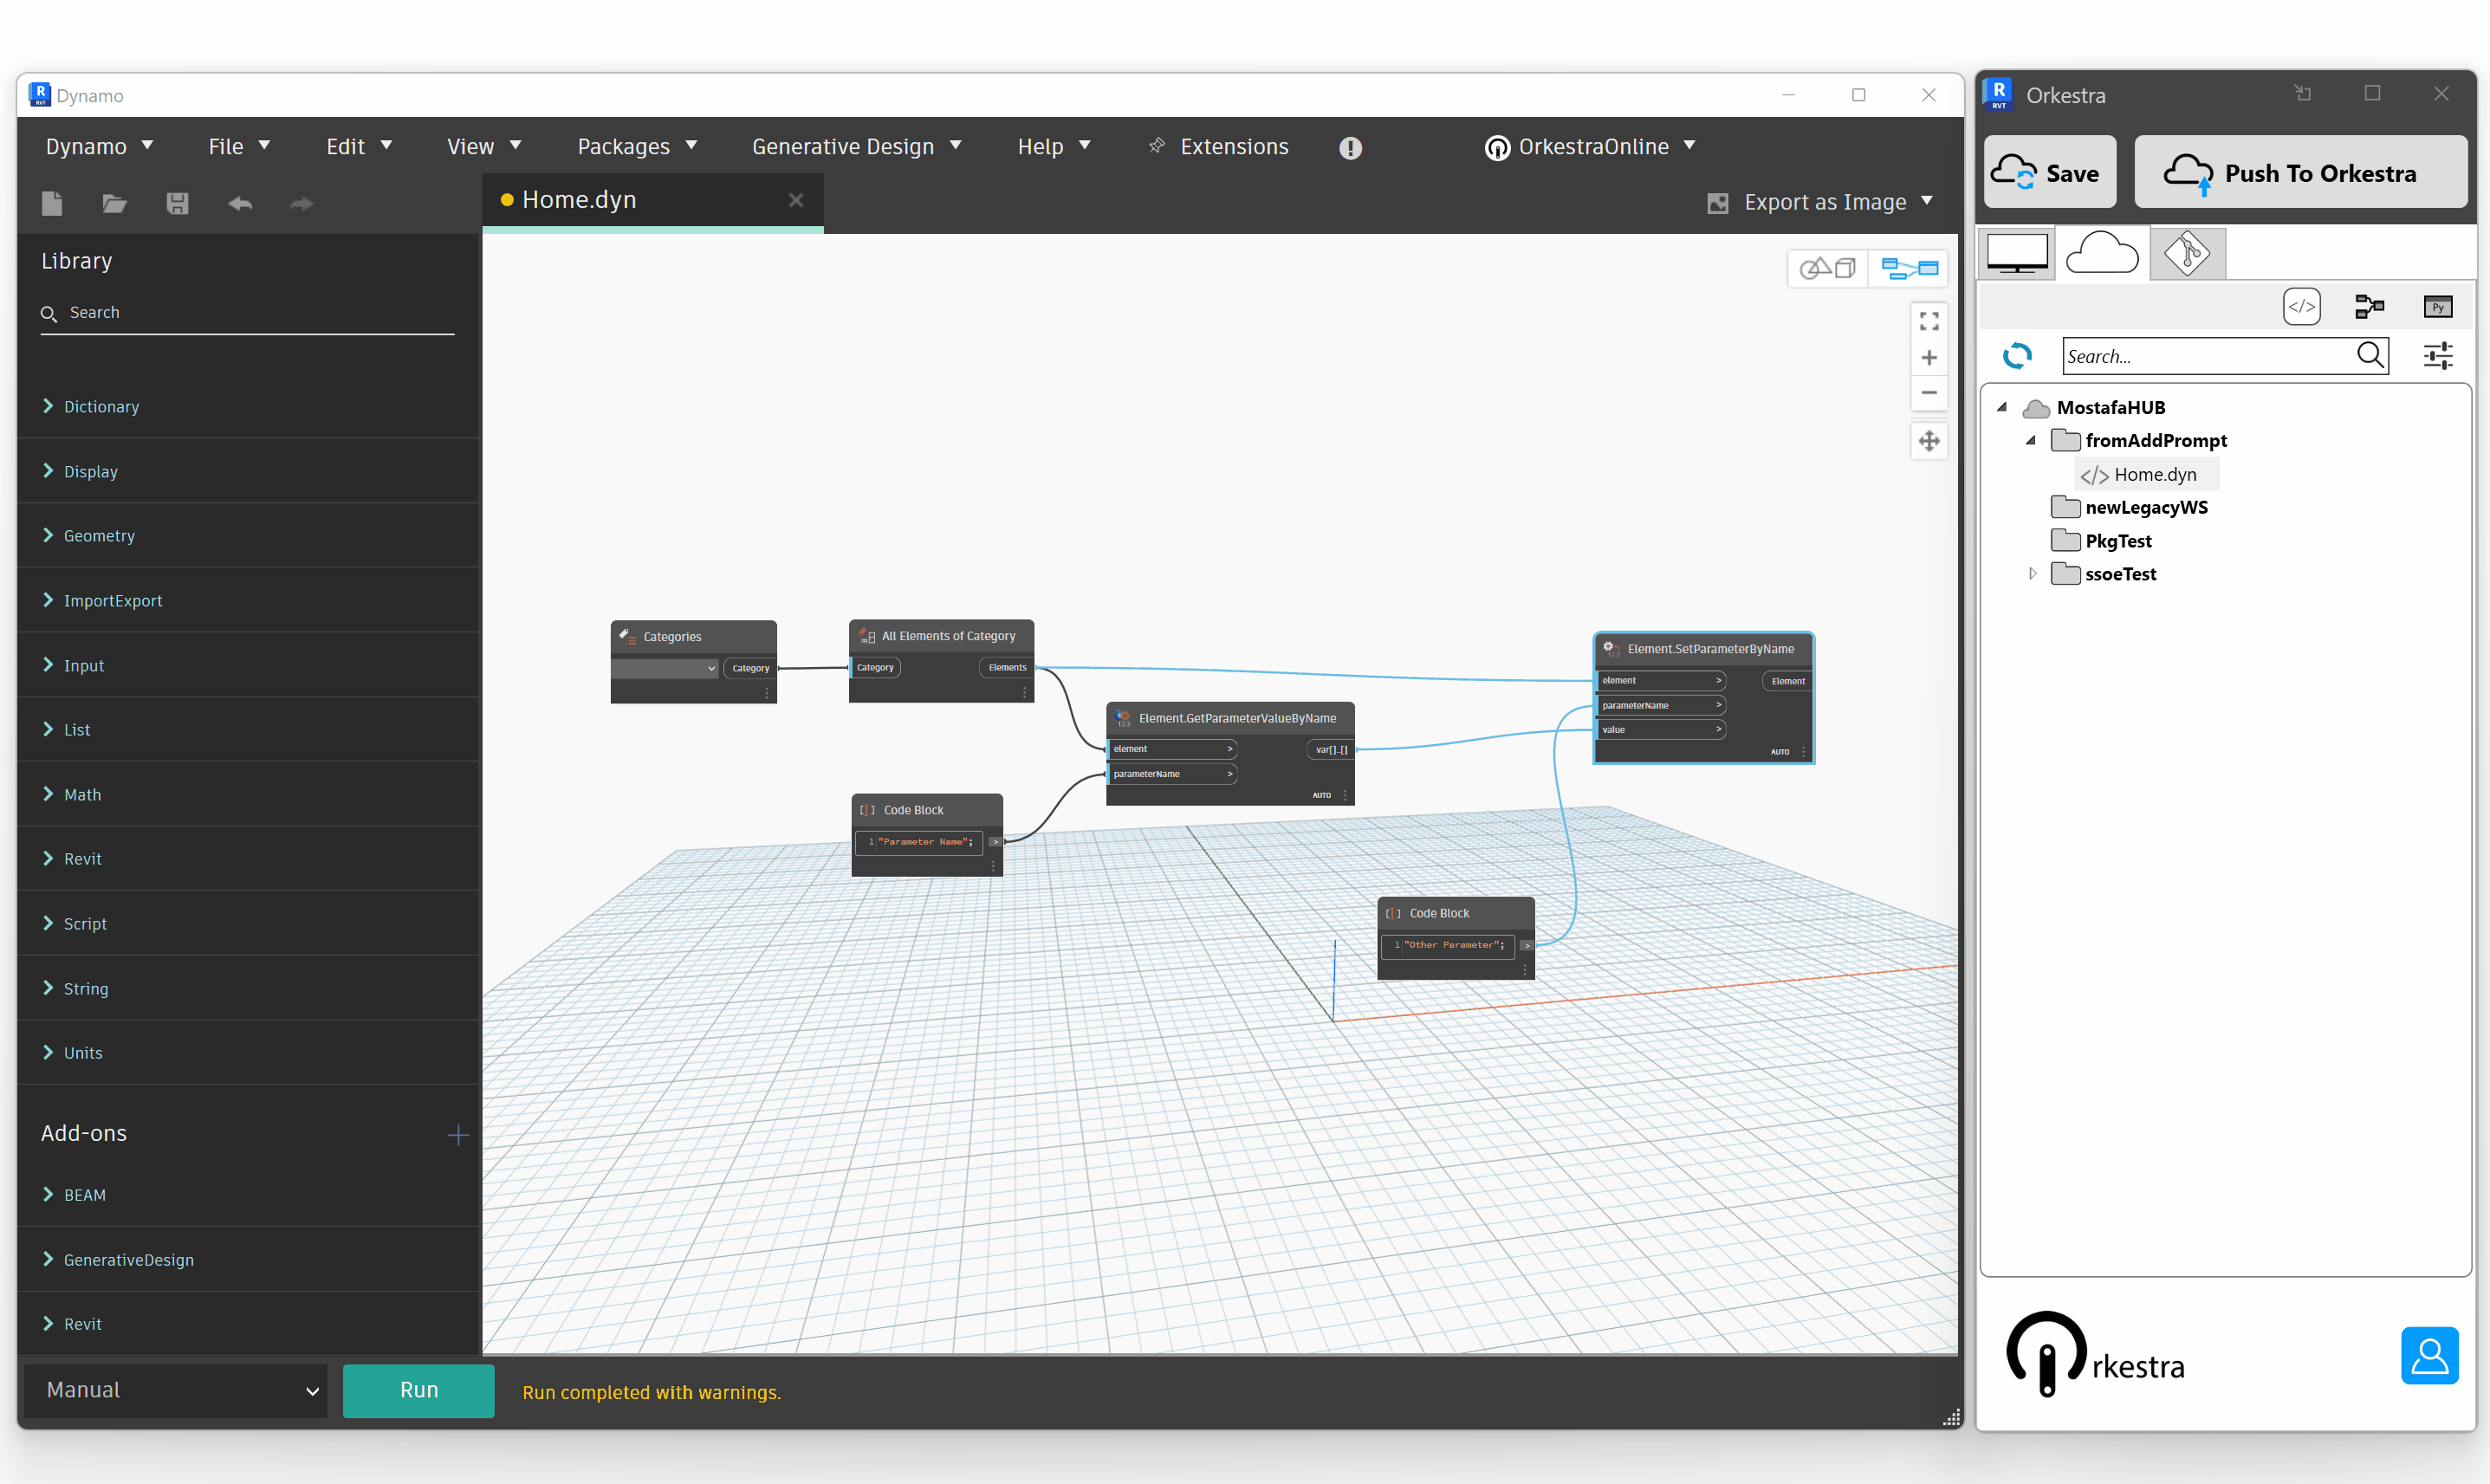 Dynamo
Dynamo File Edit View Packages Generative Design Help Extensions OrkestraOnline
Home.dyn
Export as Image
Library
Search
Dictionary
Display
Geometry
ImportExport
Input
List
Math
Revit
Script
String
Units
Add-ons
BEAM
GenerativeDesign
Revit
Manual
Run
Run completed with warnings.
Categories
Category
All Elements of Category
Category Elements
Element.GetParameterValueByName
element > var[]..[]
parameterName >
AUTO
Code Block
1 "Parameter Name"; >
Element.SetParameterByName
element > Element
parameterName >
value >
AUTO
Code Block
1 "Other Parameter"; >
R
RVT
Orkestra
Save
Push To Orkestra
</>
Py
Search...
MostafaHUB
fromAddPrompt
</> Home.dyn
newLegacyWS
PkgTest
ssoeTest
rkestra